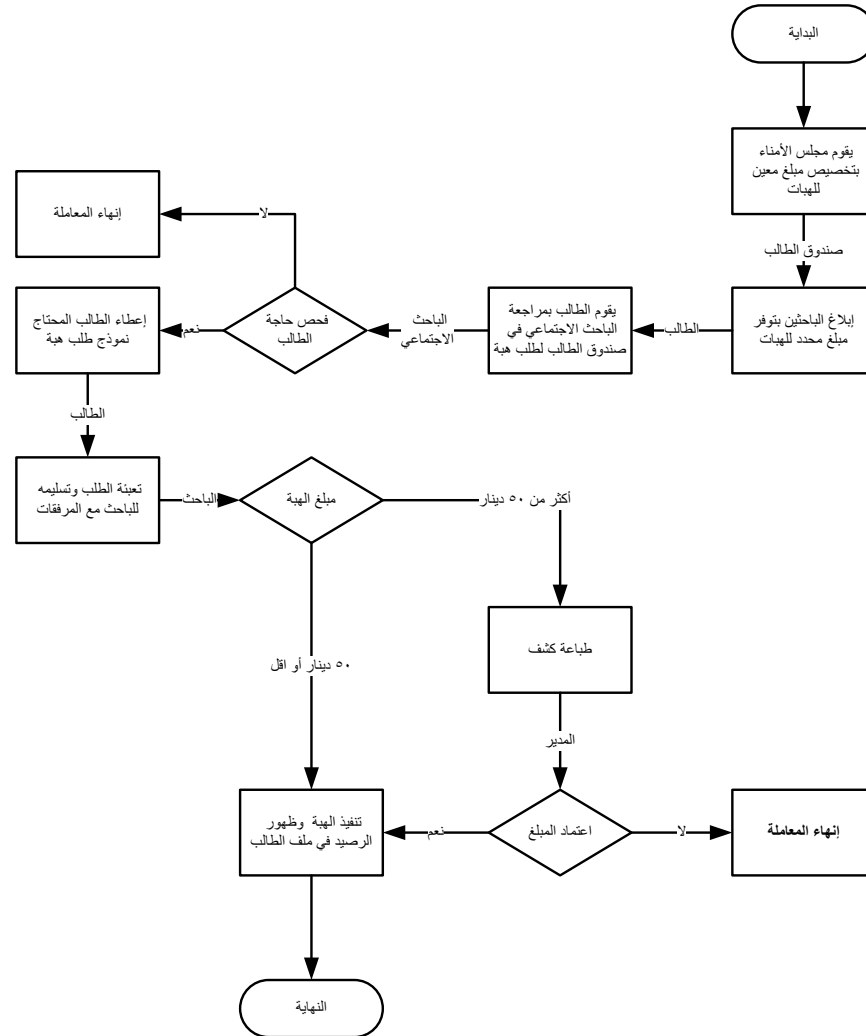 البداية
يقوم مجلس الأمناء
بتخصيص مبلغ معين
للهبات
صندوق الطالب
إبلاغ الباحثين بتوفر
مبلغ محدد للهبات
الطالب
يقوم الطالب بمراجعة
الباحث الاجتماعي في
صندوق الطالب لطلب هبة
الباحث
الاجتماعي
فحص حاجة
الطالب
لا
إنهاء المعاملة
نعم
إعطاء الطالب المحتاج
نموذج طلب هبة
الطالب
تعبئة الطلب وتسليمه
للباحث مع المرفقات
الباحث
مبلغ الهبة
أكثر من ٥٠ دينار
طباعة كشف
٥٠ دينار أو اقل
المدير
اعتماد المبلغ
لا
إنهاء المعاملة
نعم
تنفيذ الهبة وظهور
الرصيد في ملف الطالب
النهاية